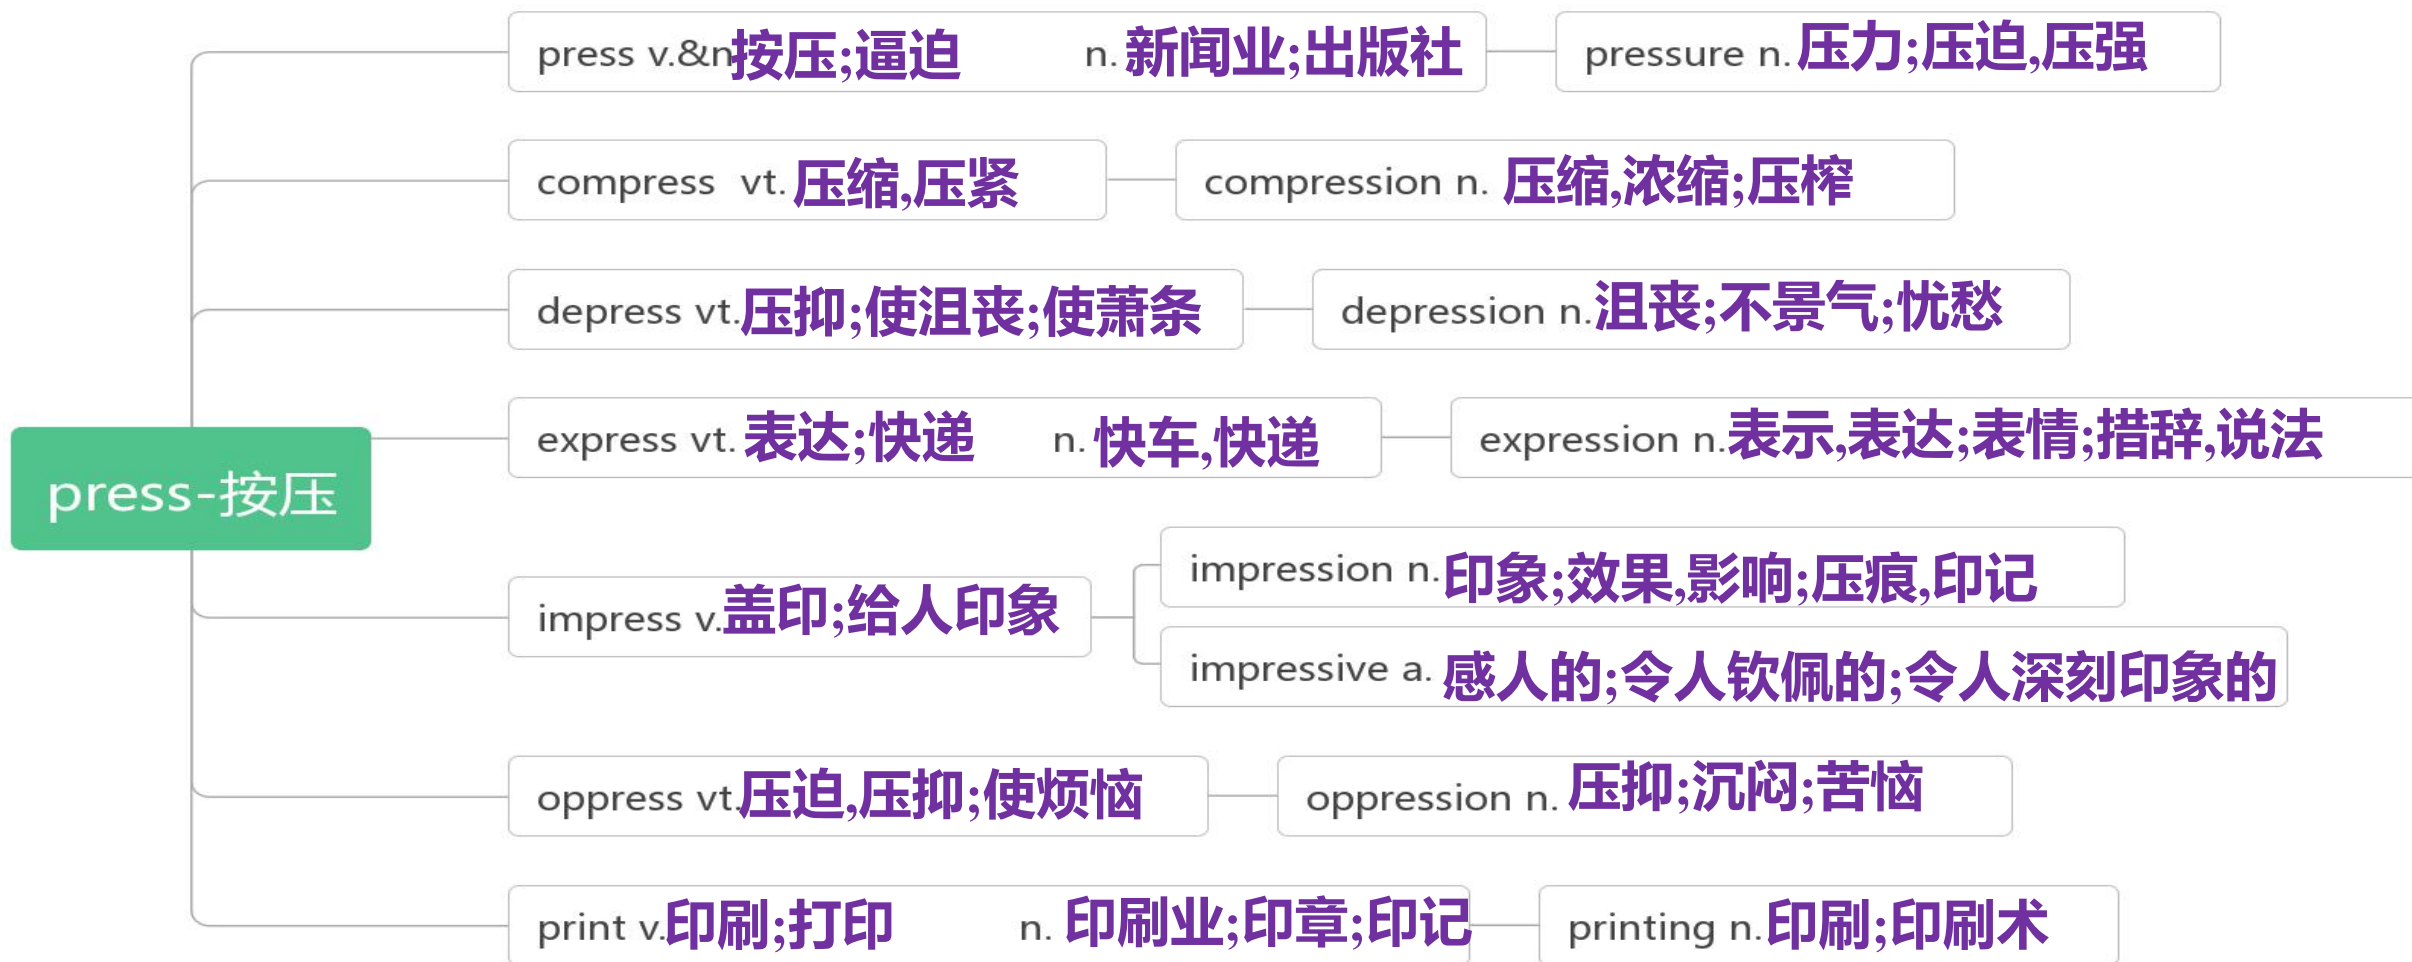 press v.&n按压;逼迫 n. 新闻业;出版社 pressure n. 压力;压迫,压强
compress vt. 压缩,压紧 compression n. 压缩,浓缩;压榨
depress vt.压抑;使沮丧;使萧条 depression n.沮丧;不景气;忧愁
express vt. 表达;快递 n. 快车,快递 expression n.表示,表达;表情;措辞,说法
press-按压
impression n.印象;效果,影响;压痕,印记
impress v.盖印;给人印象
impressive a. 感人的;令人钦佩的;令人深刻印象的
oppress vt.压迫,压抑;使烦恼 oppression n. 压抑;沉闷;苦恼
print v.印刷;打印 n. 印刷业;印章;印记 printing n.印刷;印刷术